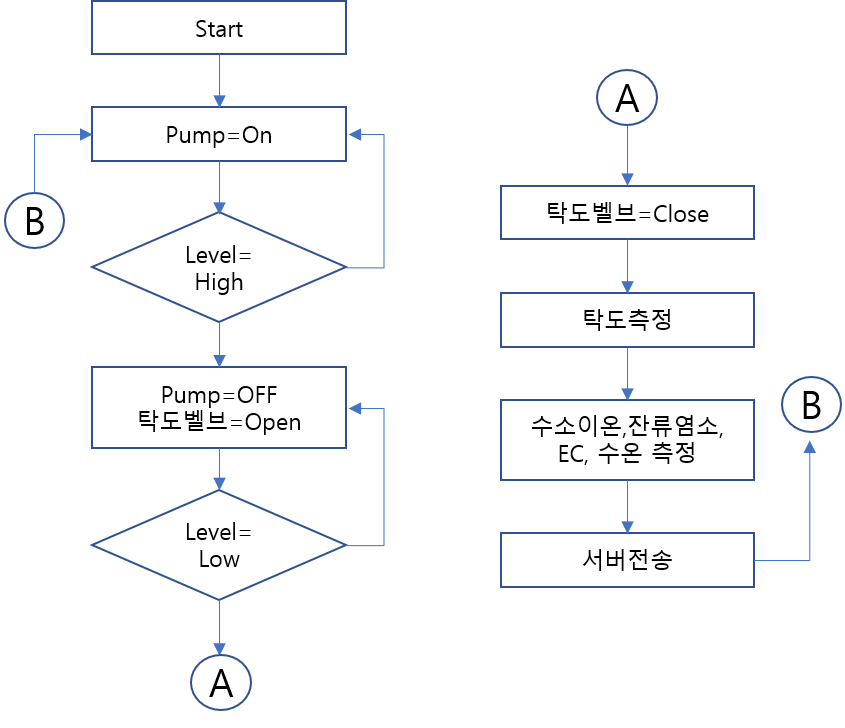 Start
Pump=On
B
Level=
High
Pump=OFF
탁도벨브=Open
Level=
Low
A
A
탁도벨브=Close
탁도측정
수소이온,잔류염소,
EC, 수온 측정
서버전송
B